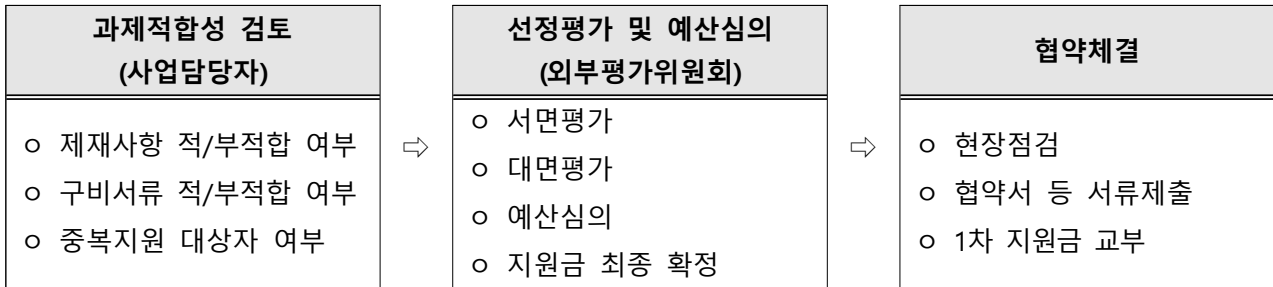 과제적합성 검토
(사업담당자)
ㅇ 제재사항 적/부적합 여부
ㅇ 구비서류 적/부적합 여부
ㅇ 중복지원 대상자 여부
⇨
선정평가 및 예산심의
(외부평가위원회)
ㅇ 서면평가
ㅇ 대면평가
ㅇ 예산심의
ㅇ 지원금 최종 확정
⇨
협약체결
ㅇ 현장점검
ㅇ 협약서 등 서류제출
ㅇ 1차 지원금 교부